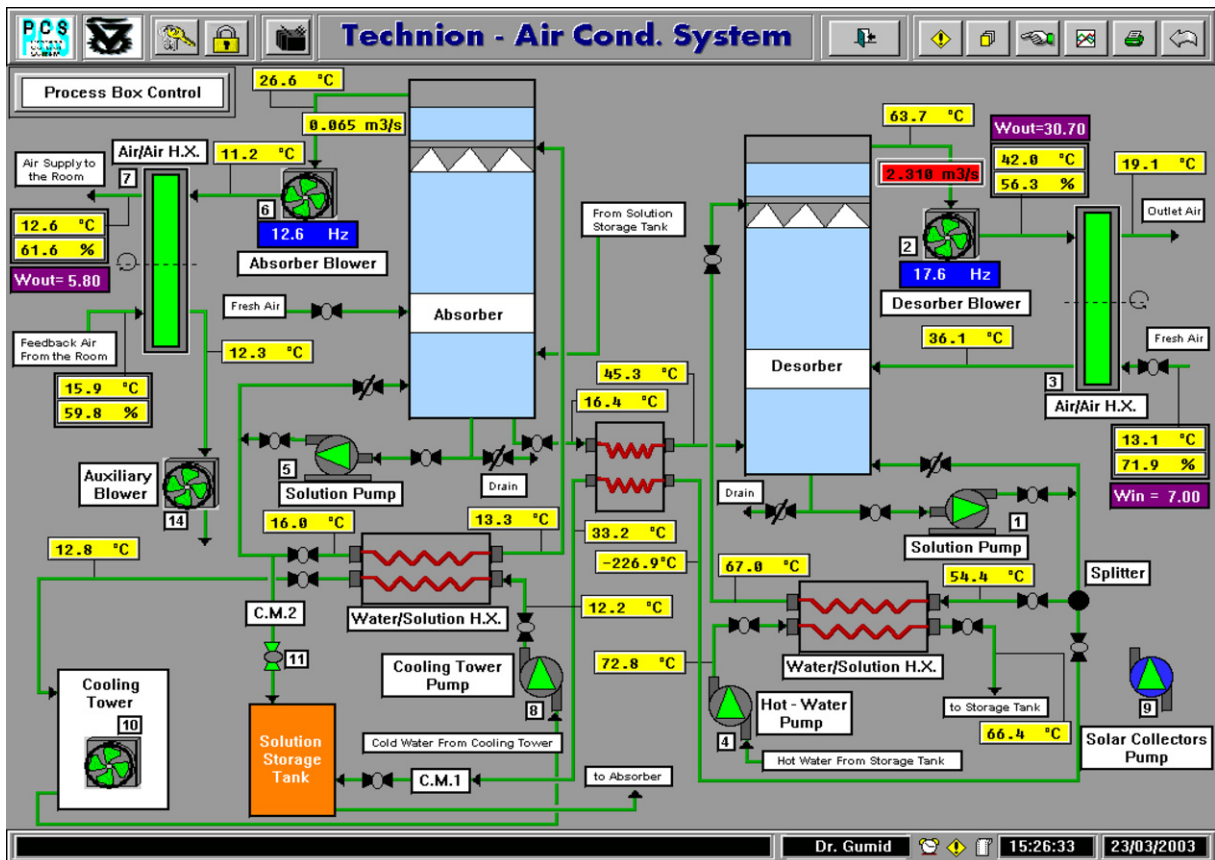 PCS
Technion - Air Cond. System
Process Box Control
26.6 °C
0.065 m3/s
63.7 °C
Wout=30.70
42.0 °C
56.3 %
19.1 °C
2.310 m3/s
Air Supply to
the Room
Air/Air H.X.
11.2 °C
7
6
12.6 Hz
Absorber Blower
12.6 °C
61.6 %
Wout= 5.80
From Solution
Storage Tank
Outlet Air
2
17.6 Hz
Desorber Blower
Fresh Air
Absorber
Feedback Air
From the Room
12.3 °C
15.9 °C
59.8 %
36.1 °C
Fresh Air
Desorber
45.3 °C
16.4 °C
3
Air/Air H.X.
13.1 °C
71.9 %
Win = 7.00
Auxiliary
Blower
14
5
Solution Pump
Drain
Drain
1
Solution Pump
16.0 °C
13.3 °C
33.2 °C
-226.9°C
12.8 °C
67.0 °C
54.4 °C
Splitter
C.M.2
Water/Solution H.X.
12.2 °C
11
Cooling Tower
Pump
8
72.8 °C
Water/Solution H.X.
Hot - Water
Pump
4
to Storage Tank
66.4 °C
9
Solar Collectors
Pump
Cooling
Tower
10
Solution
Storage
Tank
Cold Water From Cooling Tower
Hot Water From Storage Tank
C.M.1
to Absorber
Dr. Gumid
15:26:33
23/03/2003